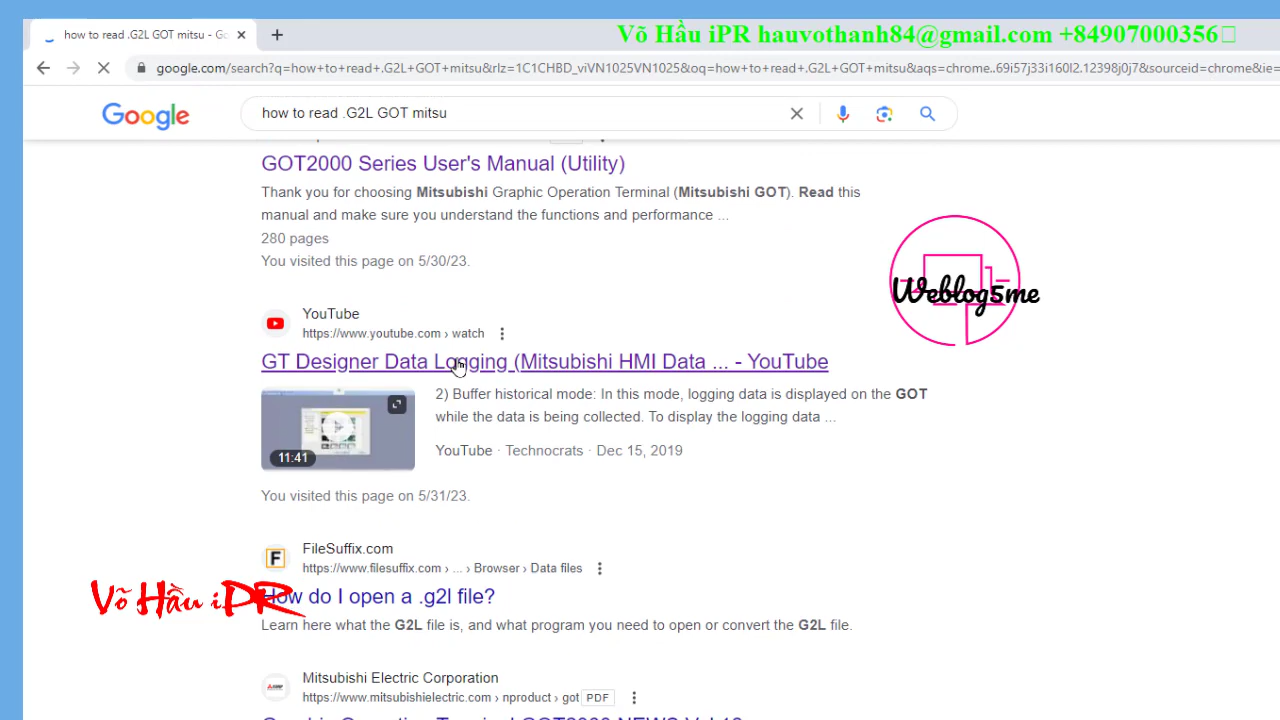 how to read .G2L GOT mitsu - Go
Võ Hầu iPR hauvothanh84@gmail.com +84907000356
google.com/search?q=how+to+read+.G2L+GOT+mitsu&rlz=1C1CHBD_viVN1025VN1025&oq=how+to+read+.G2L+GOT+mitsu&aqs=chrome..69i57j33i160l2.12398j0j7&sourceid=chrome&ie=
Google
how to read .G2L GOT mitsu
GOT2000 Series User's Manual (Utility)
Thank you for choosing Mitsubishi Graphic Operation Terminal (Mitsubishi GOT). Read this
manual and make sure you understand the functions and performance ...
280 pages
You visited this page on 5/30/23.
Weblog5me
YouTube
https://www.youtube.com › watch
GT Designer Data Logging (Mitsubishi HMI Data ... - YouTube
2) Buffer historical mode: In this mode, logging data is displayed on the GOT
while the data is being collected. To display the logging data ...
11:41
YouTube · Technocrats · Dec 15, 2019
You visited this page on 5/31/23.
F
FileSuffix.com
https://www.filesuffix.com › ... › Browser › Data files
Võ Hầu iPR
How do I open a .g2l file?
Learn here what the G2L file is, and what program you need to open or convert the G2L file.
Mitsubishi Electric Corporation
https://www.mitsubishielectric.com › nproduct › got PDF